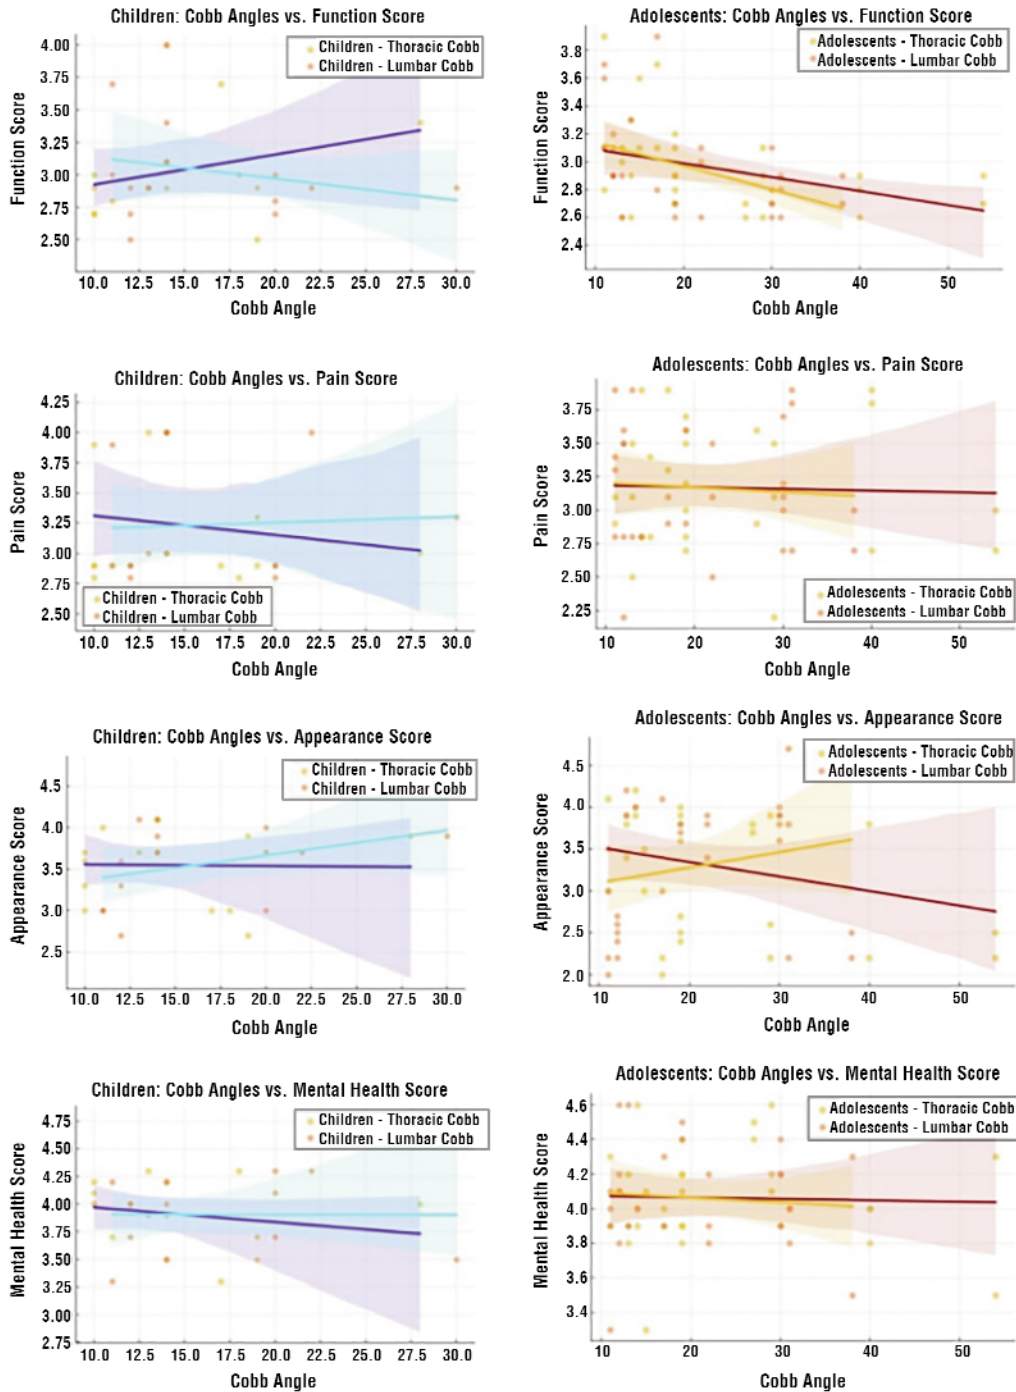 Children: Cobb Angles vs. Function Score
4.00
3.75
3.50
3.25
3.00
2.75
2.50
Function Score
Children - Thoracic Cobb
Children - Lumbar Cobb
10.0 12.5 15.0 17.5 20.0 22.5 25.0 27.5 30.0
Cobb Angle
Adolescents: Cobb Angles vs. Function Score
3.8
3.6
3.4
3.2
3.0
2.8
2.6
2.4
Function Score
Adolescents - Thoracic Cobb
Adolescents - Lumbar Cobb
10 20 30 40 50
Cobb Angle
Children: Cobb Angles vs. Pain Score
4.25
4.00
3.75
3.50
3.25
3.00
2.75
2.50
Pain Score
Children - Thoracic Cobb
Children - Lumbar Cobb
10.0 12.5 15.0 17.5 20.0 22.5 25.0 27.5 30.0
Cobb Angle
Adolescents: Cobb Angles vs. Pain Score
3.75
3.50
3.25
3.00
2.75
2.50
2.25
Pain Score
Adolescents - Thoracic Cobb
Adolescents - Lumbar Cobb
10 20 30 40 50
Cobb Angle
Children: Cobb Angles vs. Appearance Score
4.5
4.0
3.5
3.0
2.5
Appearance Score
Children - Thoracic Cobb
Children - Lumbar Cobb
10.0 12.5 15.0 17.5 20.0 22.5 25.0 27.5 30.0
Cobb Angle
Adolescents: Cobb Angles vs. Appearance Score
4.5
4.0
3.5
3.0
2.5
2.0
Appearance Score
Adolescents - Thoracic Cobb
Adolescents - Lumbar Cobb
10 20 30 40 50
Cobb Angle
Children: Cobb Angles vs. Mental Health Score
4.75
4.50
4.25
4.00
3.75
3.50
3.25
3.00
2.75
Mental Health Score
Children - Thoracic Cobb
Children - Lumbar Cobb
10.0 12.5 15.0 17.5 20.0 22.5 25.0 27.5 30.0
Cobb Angle
Adolescents: Cobb Angles vs. Mental Health Score
4.6
4.4
4.2
4.0
3.8
3.6
3.4
Mental Health Score
Adolescents - Thoracic Cobb
Adolescents - Lumbar Cobb
10 20 30 40 50
Cobb Angle